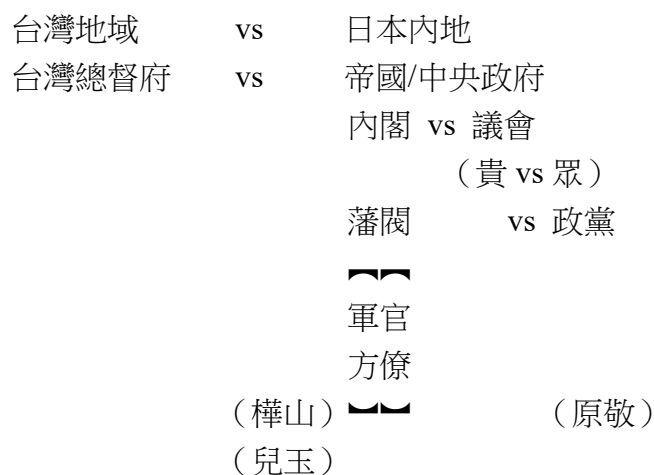 台灣地域 vs 日本內地
台灣總督府 vs 帝國/中央政府
內閣 vs 議會
（貴 vs 眾）
藩閥 vs 政黨
軍官
方僚
（樺山） （原敬）
（兒玉）